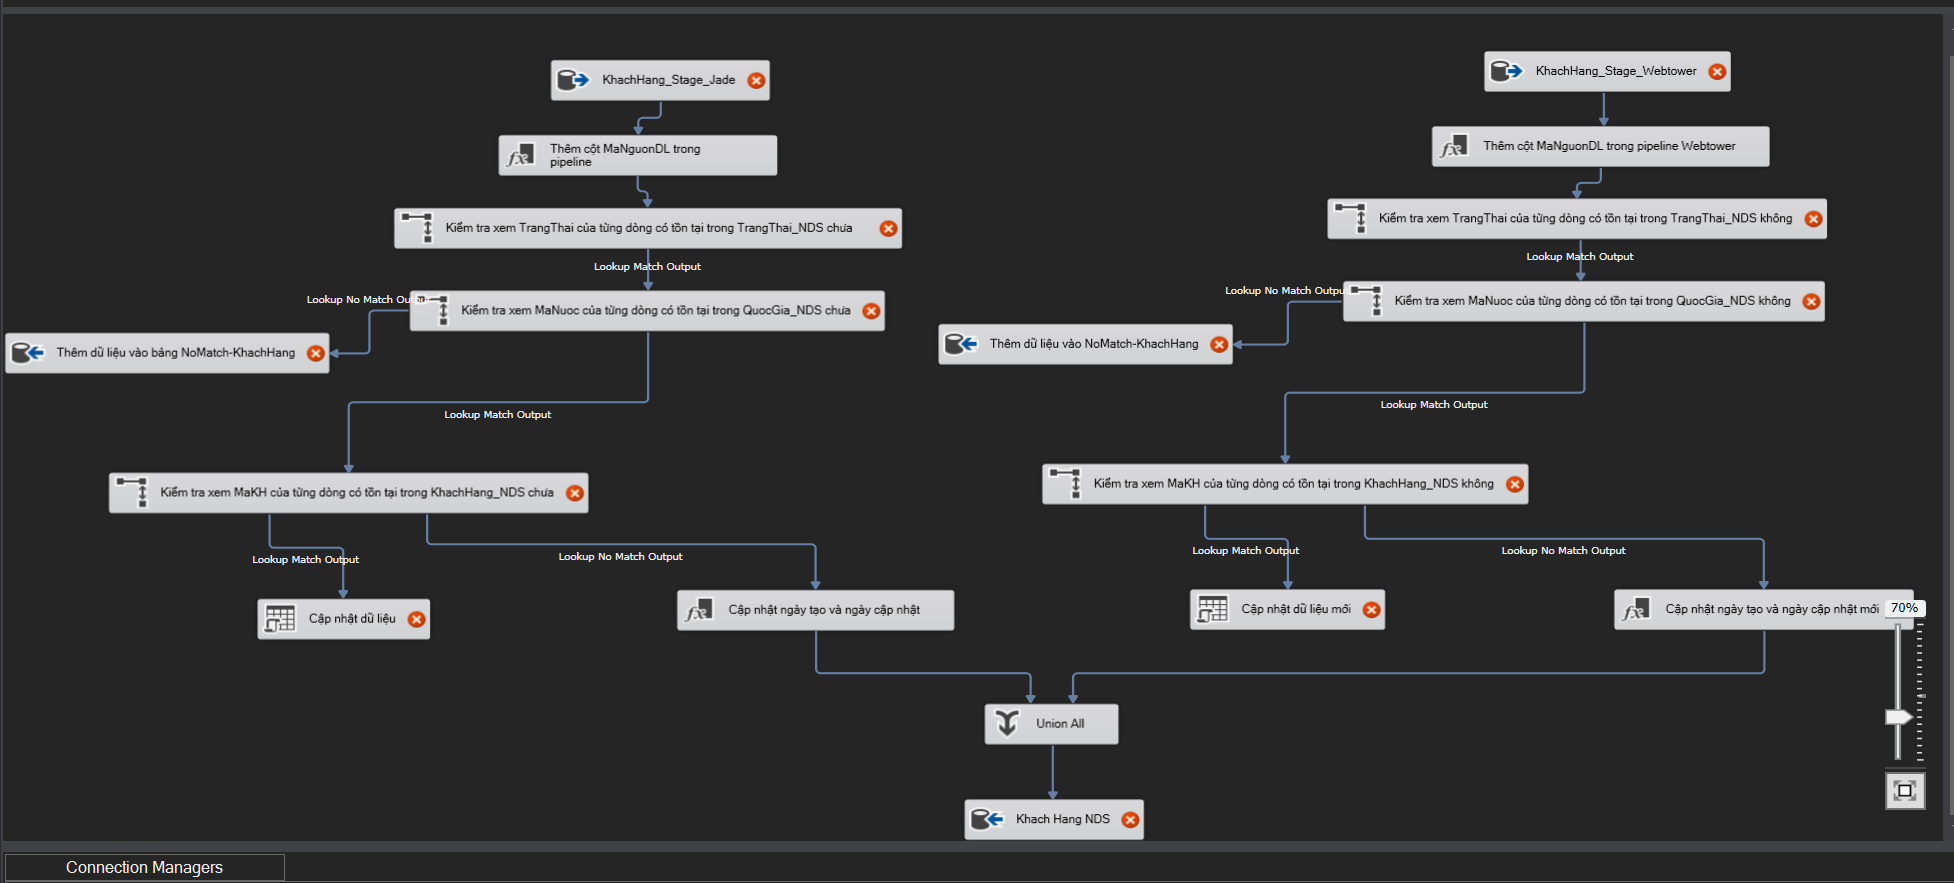 KhachHang_Stage_Jade
KhachHang_Stage_Webtower
Thêm cột MaNguonDL trong
pipeline
Thêm cột MaNguonDL trong pipeline Webtower
Kiểm tra xem TrangThai của từng dòng có tồn tại trong TrangThai_NDS chưa
Kiểm tra xem TrangThai của từng dòng có tồn tại trong TrangThai_NDS không
Lookup Match Output
Lookup Match Output
Lookup No Match Output
Kiểm tra xem MaNuoc của từng dòng có tồn tại trong QuocGia_NDS chưa
Lookup No Match Outpu
Kiểm tra xem MaNuoc của từng dòng có tồn tại trong QuocGia_NDS không
Thêm dữ liệu vào bảng NoMatch-KhachHang
Thêm dữ liệu vào NoMatch-KhachHang
Lookup Match Output
Lookup Match Output
Kiểm tra xem MaKH của từng dòng có tồn tại trong KhachHang_NDS chưa
Kiểm tra xem MaKH của từng dòng có tồn tại trong KhachHang_NDS không
Lookup Match Output
Lookup No Match Output
Lookup Match Output
Lookup No Match Output
Cập nhật dữ liệu
Cập nhật ngày tạo và ngày cập nhật
Cập nhật dữ liệu mới
Cập nhật ngày tạo và ngày cập nhật mới
70%
Union All
Khach Hang NDS
Connection Managers